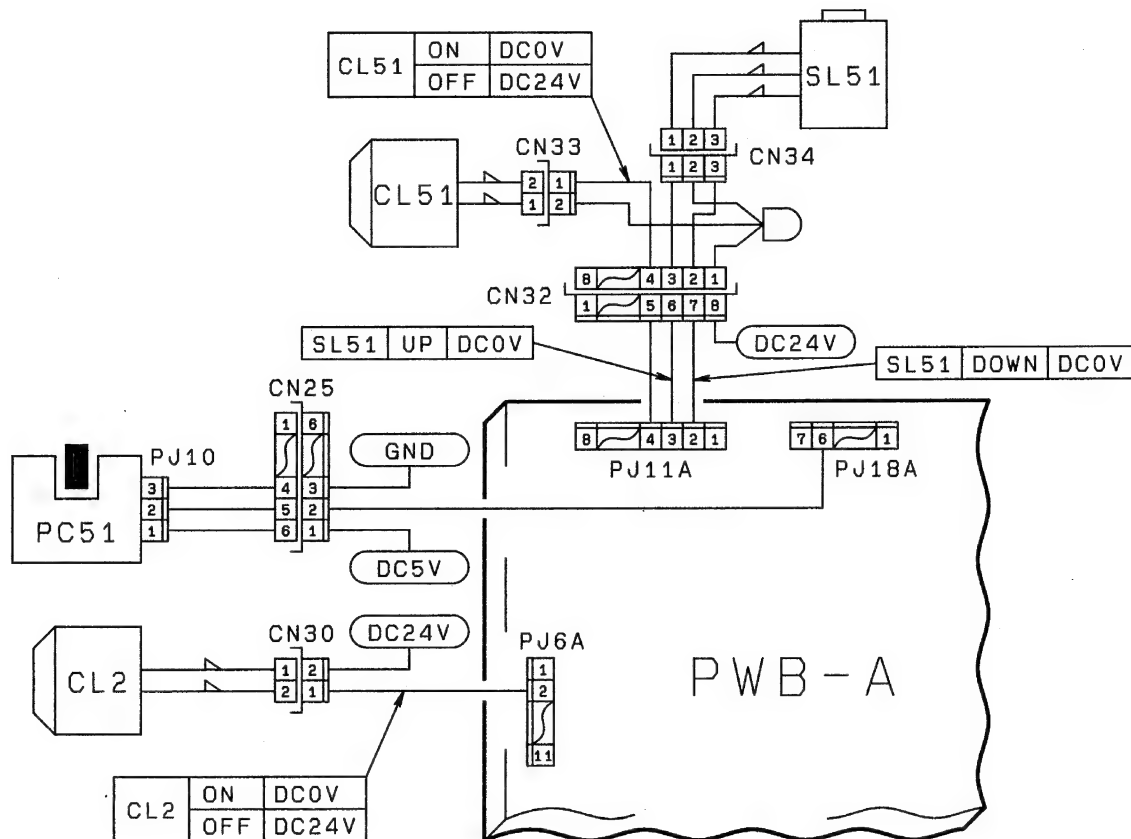 CL51 ON DC0V
OFF DC24V
SL51
1 2 3
CN34
1 2 3
CN33
CL51
2 1
1 2
8 4 3 2 1
CN32
1 5 6 7 8
SL51 UP DC0V
DC24V
SL51 DOWN DC0V
CN25
1 6
4 3
5 2
6 1
GND
DC5V
PJ10
3
2
1
PC51
8 4 3 2 1
PJ11A
7 6 1
PJ18A
CN30
DC24V
1 2
2 1
CL2
PJ6A
1
2
11
PWB-A
CL2 ON DC0V
OFF DC24V